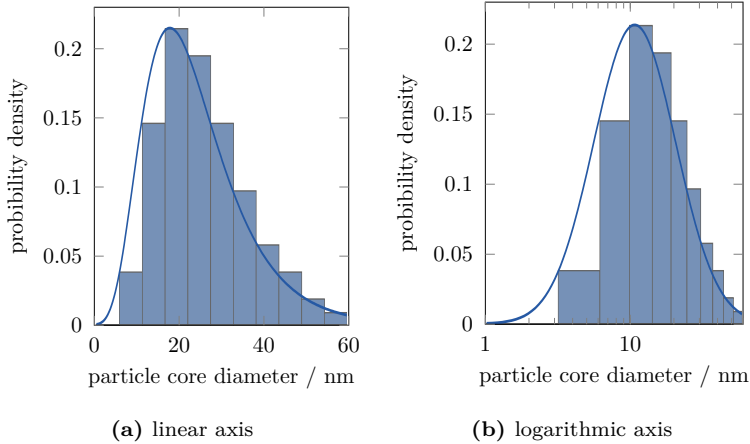 0.2
0.15
0.1
0.05
0
probibility density
0 20 40 60
particle core diameter / nm
(a) linear axis
0.2
0.15
0.1
0.05
0
probability density
1 10
particle core diameter / nm
(b) logarithmic axis